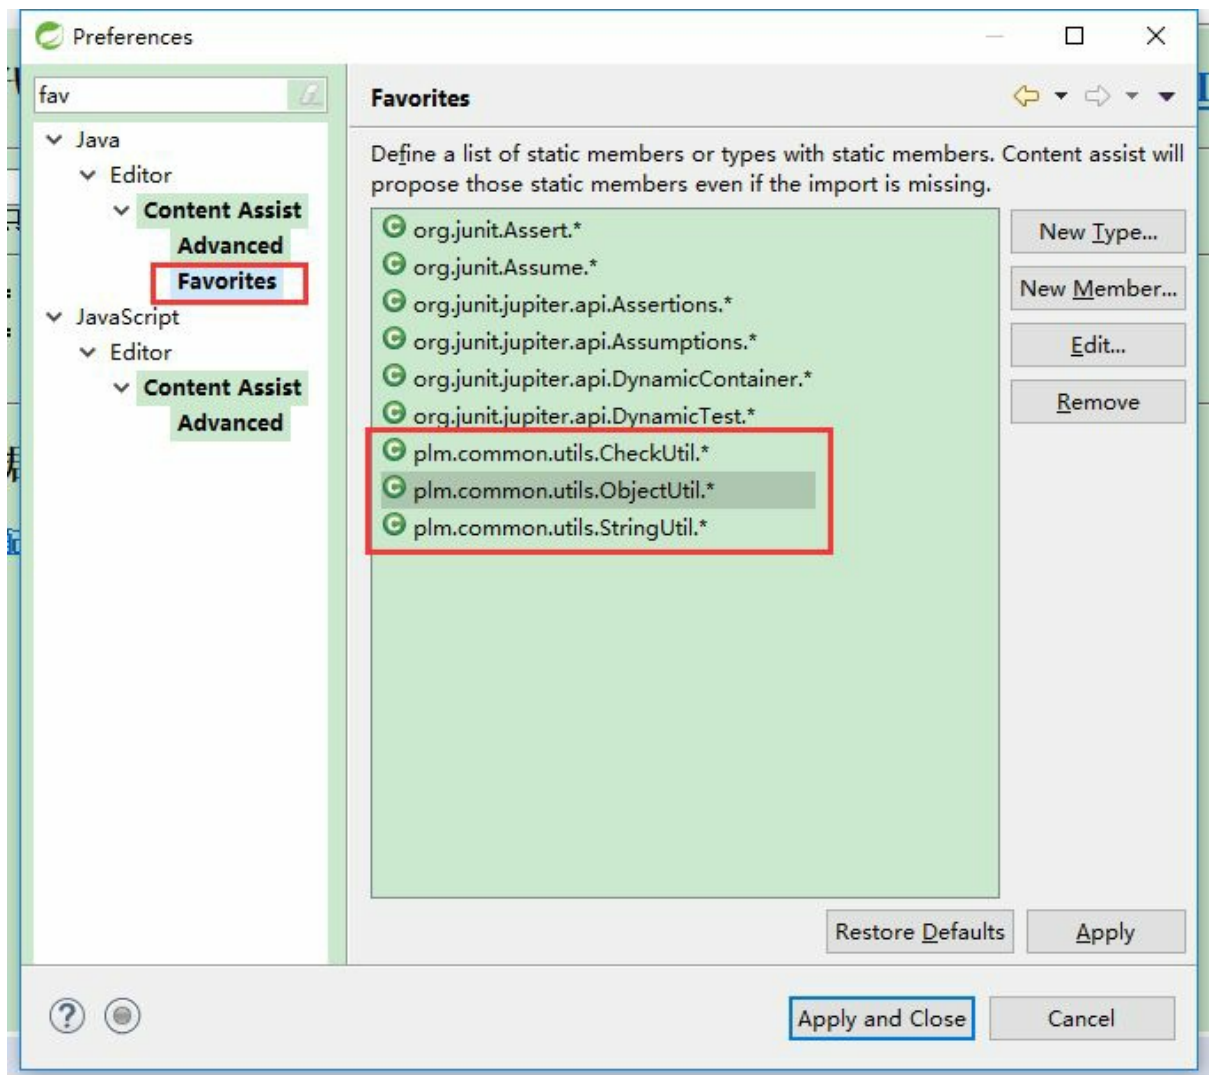 Preferences
fav
Java
Editor
Content Assist
Advanced
Favorites
JavaScript
Editor
Content Assist
Advanced
Favorites
Define a list of static members or types with static members. Content assist will
propose those static members even if the import is missing.
org.junit.Assert.*
org.junit.Assume.*
org.junit.jupiter.api.Assertions.*
org.junit.jupiter.api.Assumptions.*
org.junit.jupiter.api.DynamicContainer.*
org.junit.jupiter.api.DynamicTest.*
plm.common.utils.CheckUtil.*
plm.common.utils.ObjectUtil.*
plm.common.utils.StringUtil.*
New Type...
New Member...
Edit...
Remove
Restore Defaults
Apply
Apply and Close
Cancel